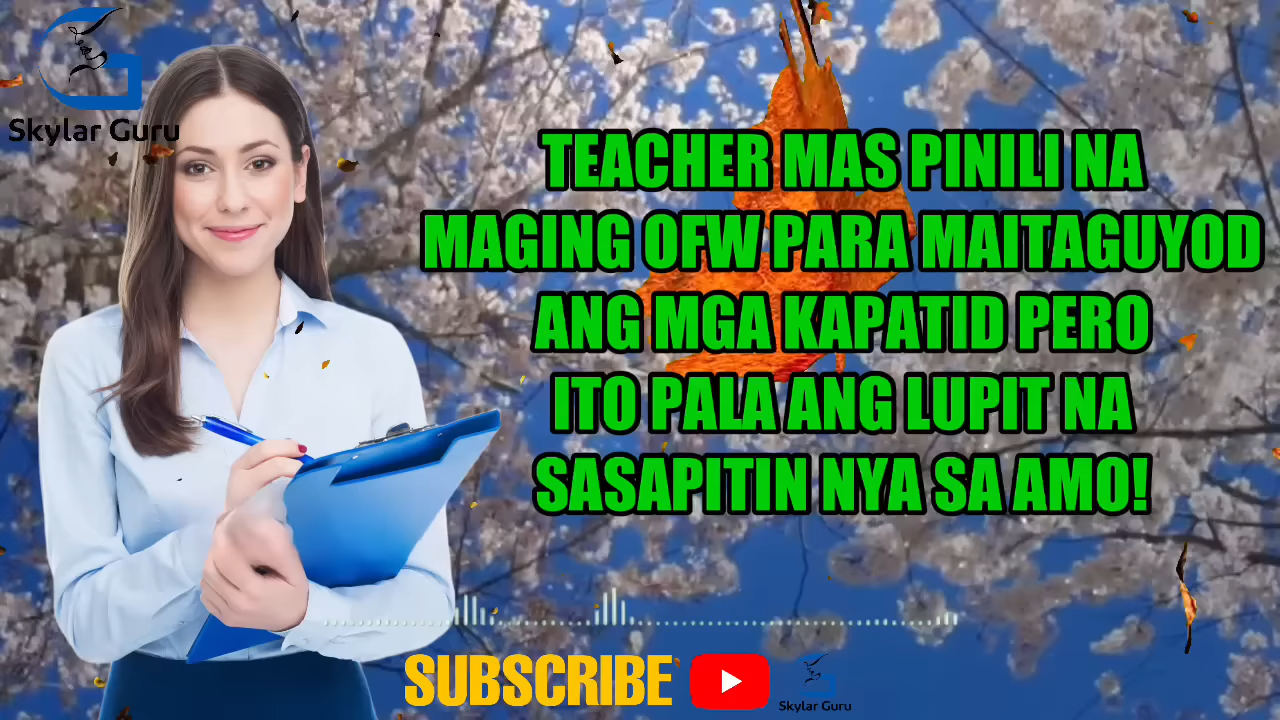 Skylar Guru
TEACHER MAS PINILI NA
MAGING OFW PARA MAITAGUYOD
ANG MGA KAPATID PERO
ITO PALA ANG LUPIT NA
SASAPITIN NYA SA AMO!
SUBSCRIBE
Skylar Guru